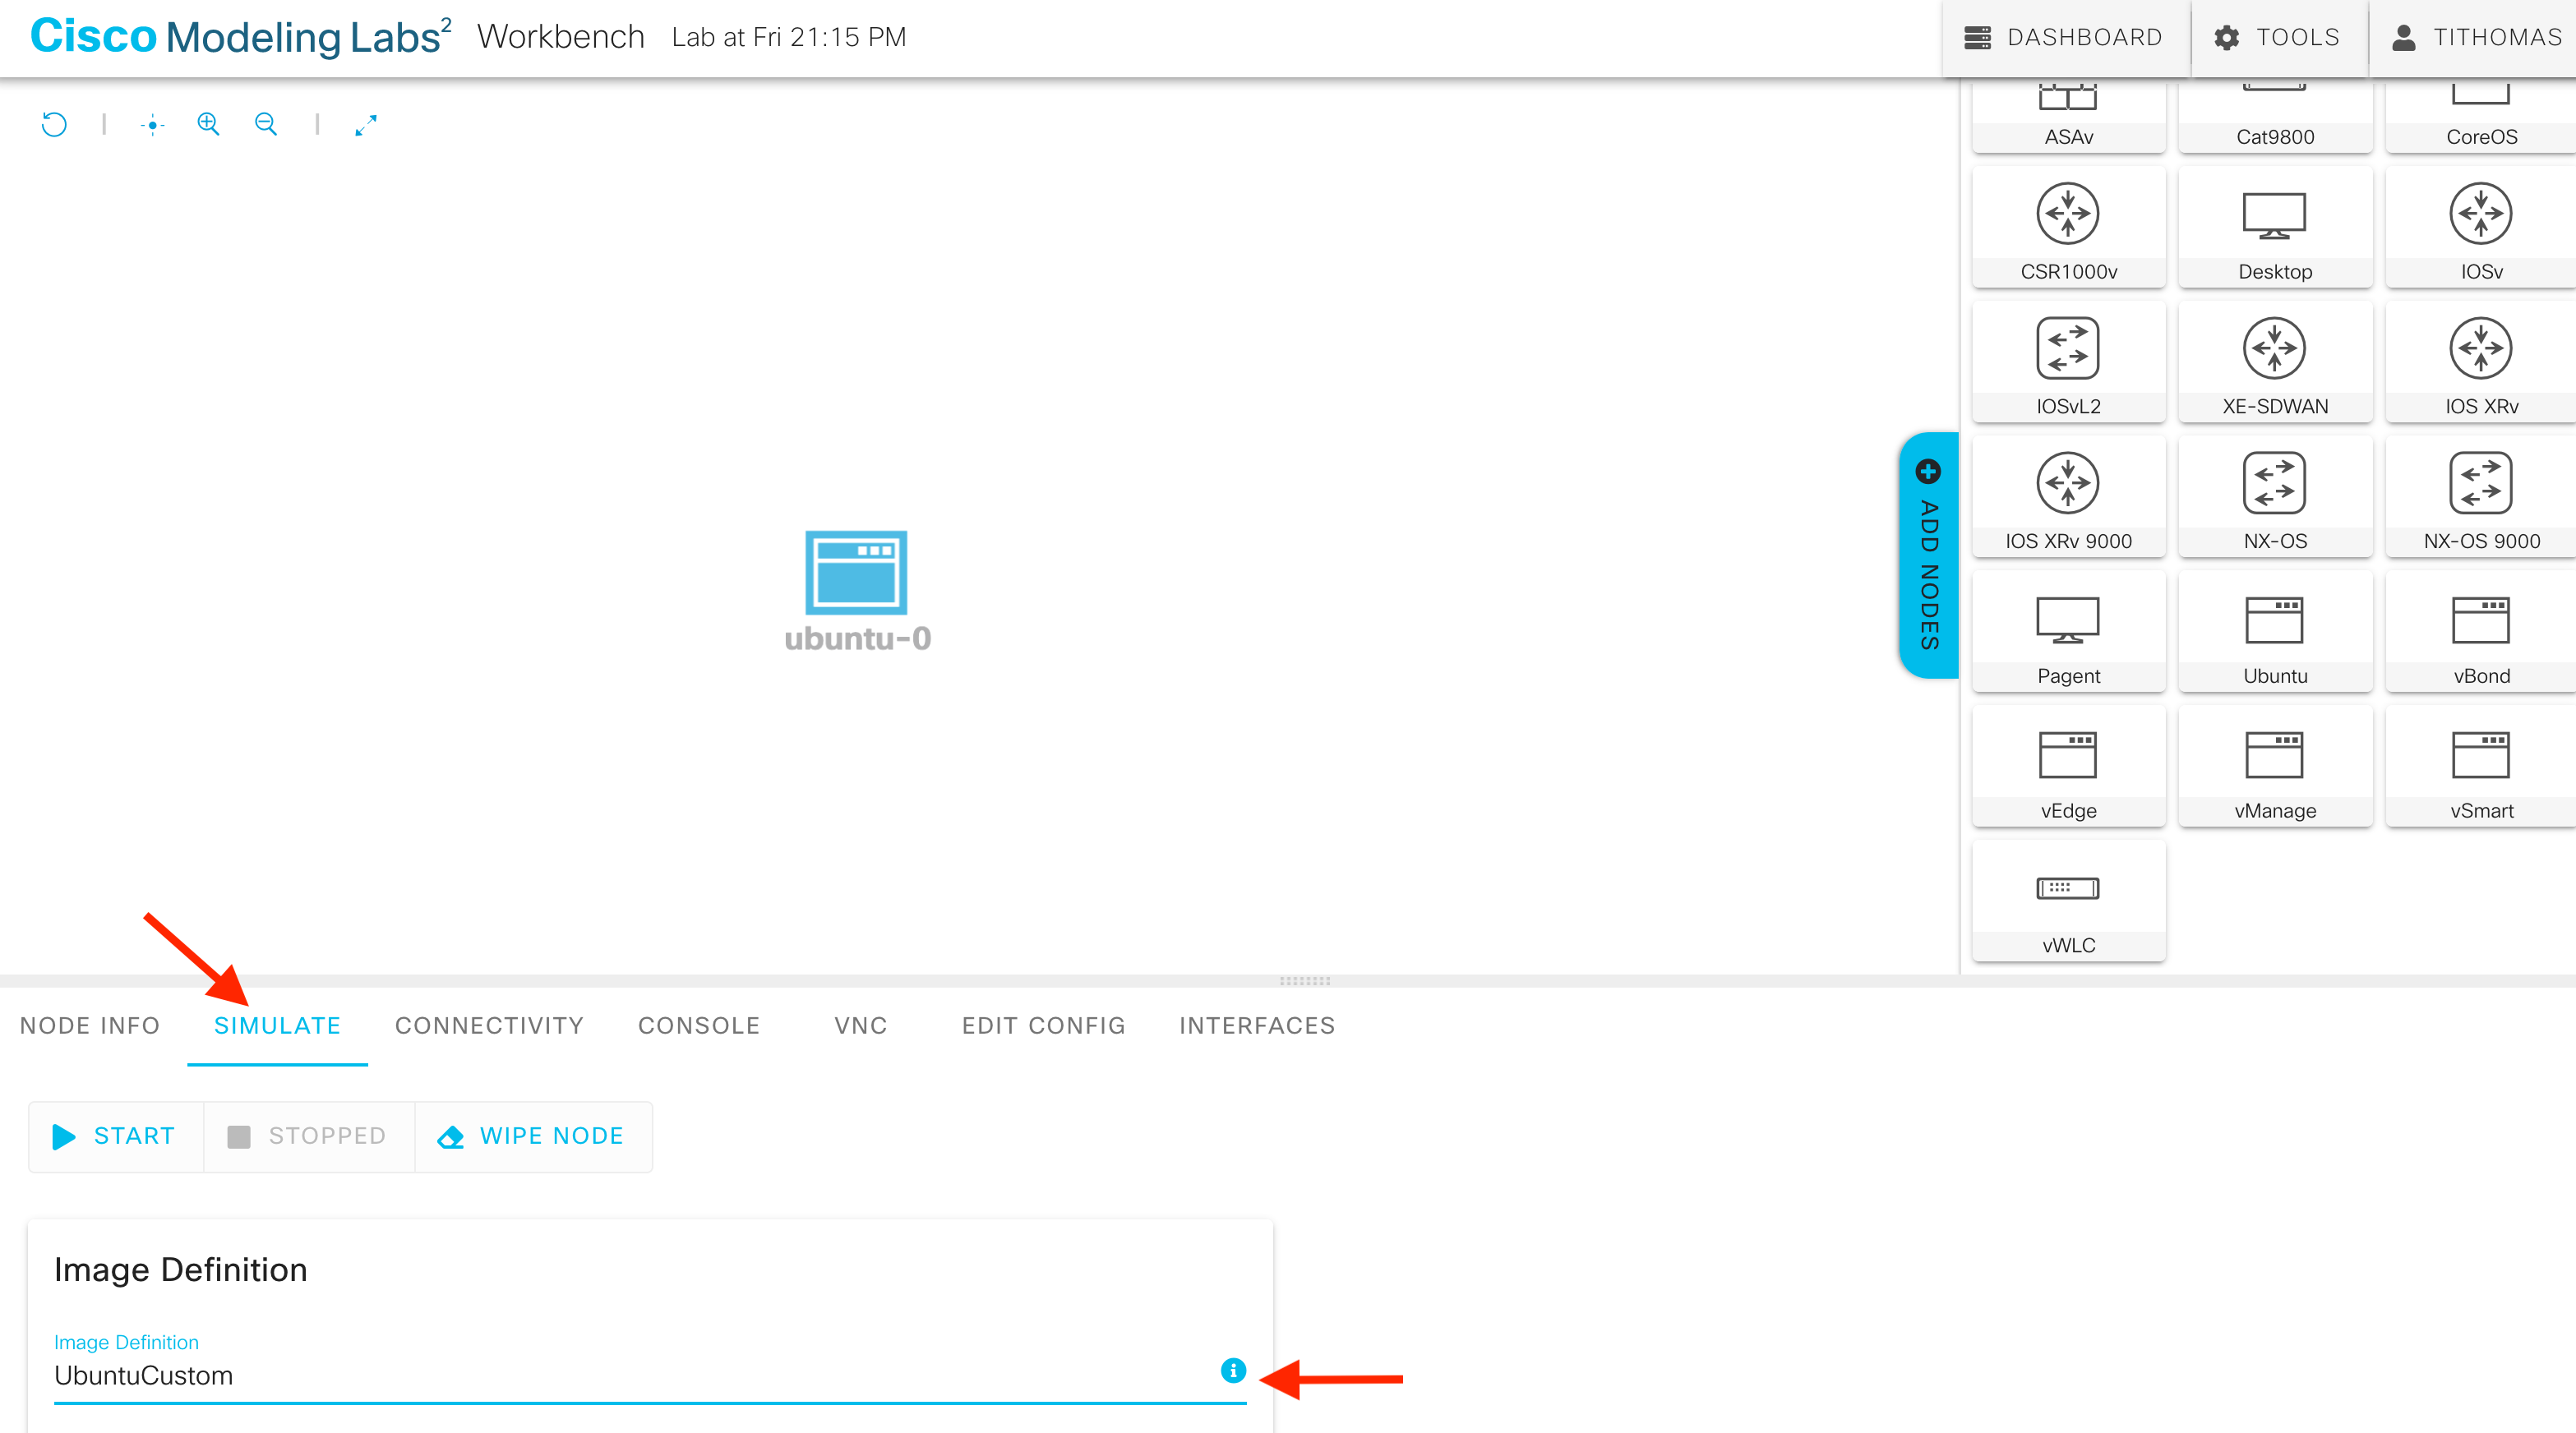 Cisco Modeling Labs² Workbench Lab at Fri 21:15 PM
DASHBOARD TOOLS TITHOMAS
ASAv Cat9800 CoreOS
CSR1000v Desktop IOSv
IOSvL2 XE-SDWAN IOS XRv
IOS XRv 9000 NX-OS NX-OS 9000
Pagent Ubuntu vBond
vEdge vManage vSmart
vWLC
ADD NODES
ubuntu-0
NODE INFO SIMULATE CONNECTIVITY CONSOLE VNC EDIT CONFIG INTERFACES
START STOPPED WIPE NODE
Image Definition
Image Definition
UbuntuCustom